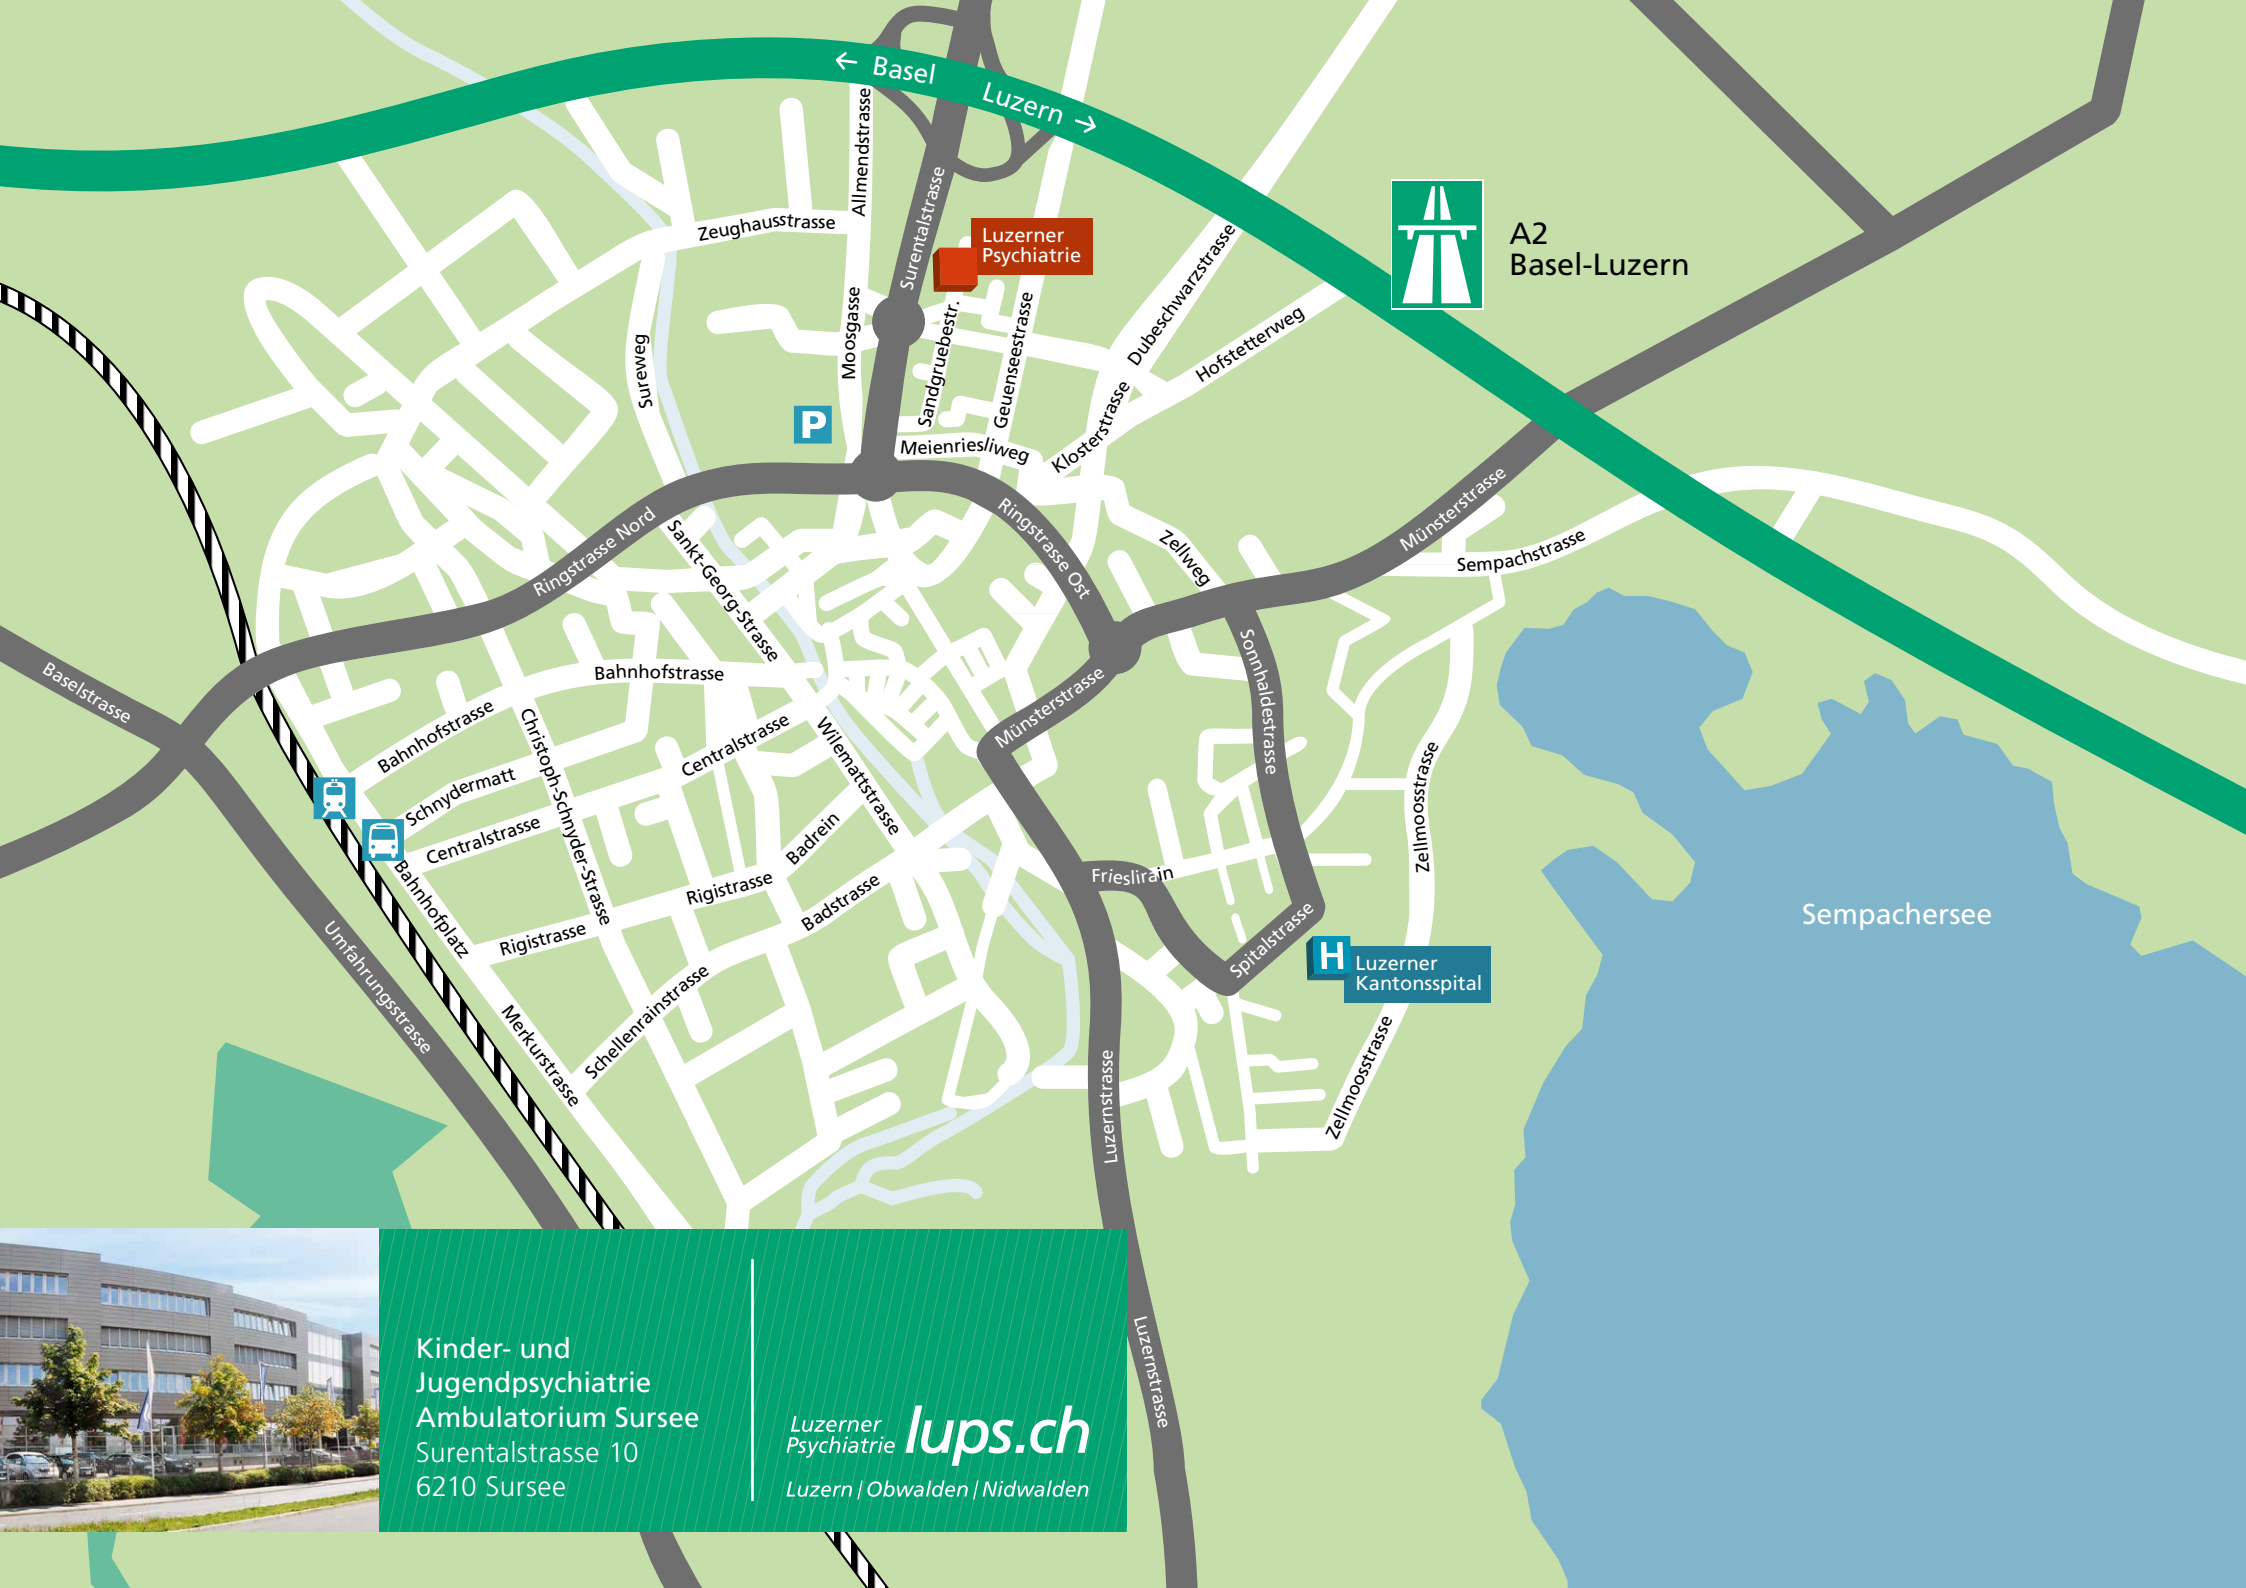 ← Basel
Luzern →
A2
Basel-Luzern
Allmendstrasse
Zeughausstrasse
Surentalstrasse
Luzerner
Psychiatrie
Dubeschwarzstrasse
Hofstetterweg
Moosgasse
Sureweg
Sandgruebestr.
Geuenseestrasse
Klosterstrasse
P
Meienriesliweg
Ringstrasse Nord
Ringstrasse Ost
Sankt-Georg-Strasse
Zellweg
Münsterstrasse
Sempachstrasse
Sonnhaldestrasse
Baselstrasse
Bahnhofstrasse
Bahnhofstrasse
Münsterstrasse
Christoph-Schnyder-Strasse
Centralstrasse
Wilemattstrasse
Schnydermatt
Centralstrasse
Zellmoosstrasse
Badrein
Frieslirain
Rigistrasse
Badstrasse
Bahnhofplatz
Rigistrasse
Umfahrungsstrasse
Spitalstrasse
H
Luzerner
Kantonsspital
Sempachersee
Schellenrainstrasse
Merkurstrasse
Luzernstrasse
Zellmoosstrasse
Luzernstrasse
Kinder- und
Jugendpsychiatrie
Ambulatorium Sursee
Surentalstrasse 10
6210 Sursee
Luzerner
Psychiatrie
lups.ch
Luzern | Obwalden | Nidwalden